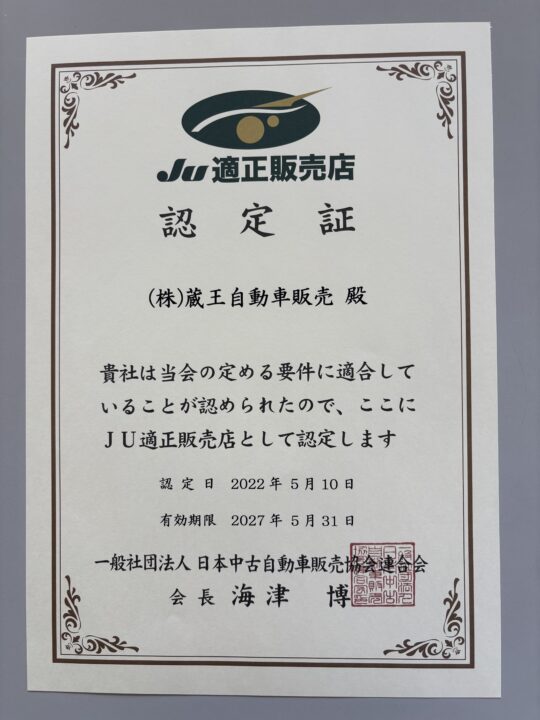 JU 適正販売店
認定証
(株)蔵王自動車販売 殿
貴社は当会の定める要件に適合して
いることが認められたので、ここに
JU適正販売店として認定します
認定日 2022年5月10日
有効期限 2027年5月31日
一般社団法人 日本中古自動車販売協会連合会
会長 海津 博